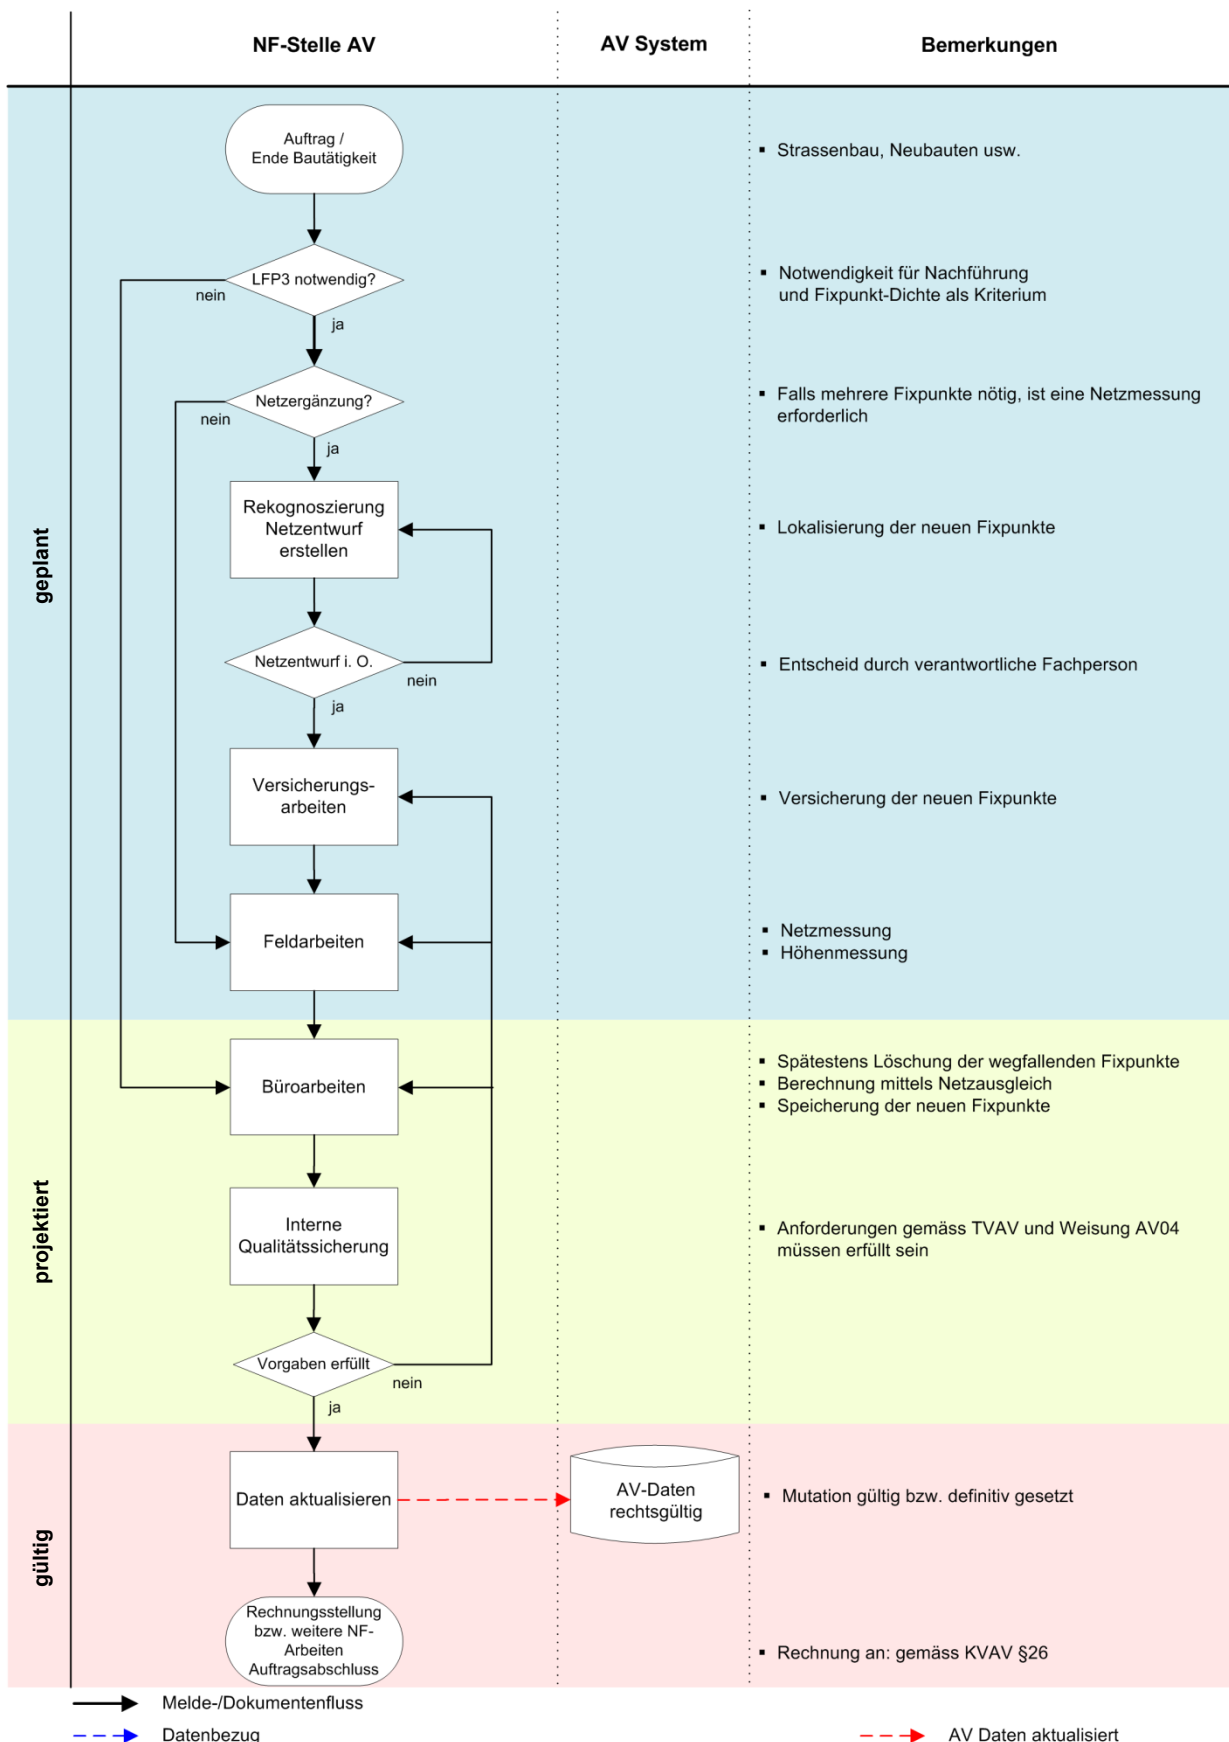 NF-Stelle AV
AV System
Bemerkungen
geplant
Auftrag /
Ende Bautätigkeit
▪ Strassenbau, Neubauten usw.
LFP3 notwendig?
nein
ja
▪ Notwendigkeit für Nachführung
und Fixpunkt-Dichte als Kriterium
Netzergänzung?
nein
ja
▪ Falls mehrere Fixpunkte nötig, ist eine Netzmessung
erforderlich
Rekognoszierung
Netzentwurf
erstellen
▪ Lokalisierung der neuen Fixpunkte
Netzentwurf i. O.
nein
ja
▪ Entscheid durch verantwortliche Fachperson
Versicherungs-
arbeiten
▪ Versicherung der neuen Fixpunkte
Feldarbeiten
▪ Netzmessung
▪ Höhenmessung
projektiert
Büroarbeiten
▪ Spätestens Löschung der wegfallenden Fixpunkte
▪ Berechnung mittels Netzausgleich
▪ Speicherung der neuen Fixpunkte
Interne
Qualitätssicherung
▪ Anforderungen gemäss TVAV und Weisung AV04
müssen erfüllt sein
Vorgaben erfüllt
nein
ja
gültig
Daten aktualisieren
AV-Daten
rechtsgültig
▪ Mutation gültig bzw. definitiv gesetzt
Rechnungsstellung
bzw. weitere NF-
Arbeiten
Auftragsabschluss
▪ Rechnung an: gemäss KVAV §26
Melde-/Dokumentenfluss
Datenbezug
AV Daten aktualisiert